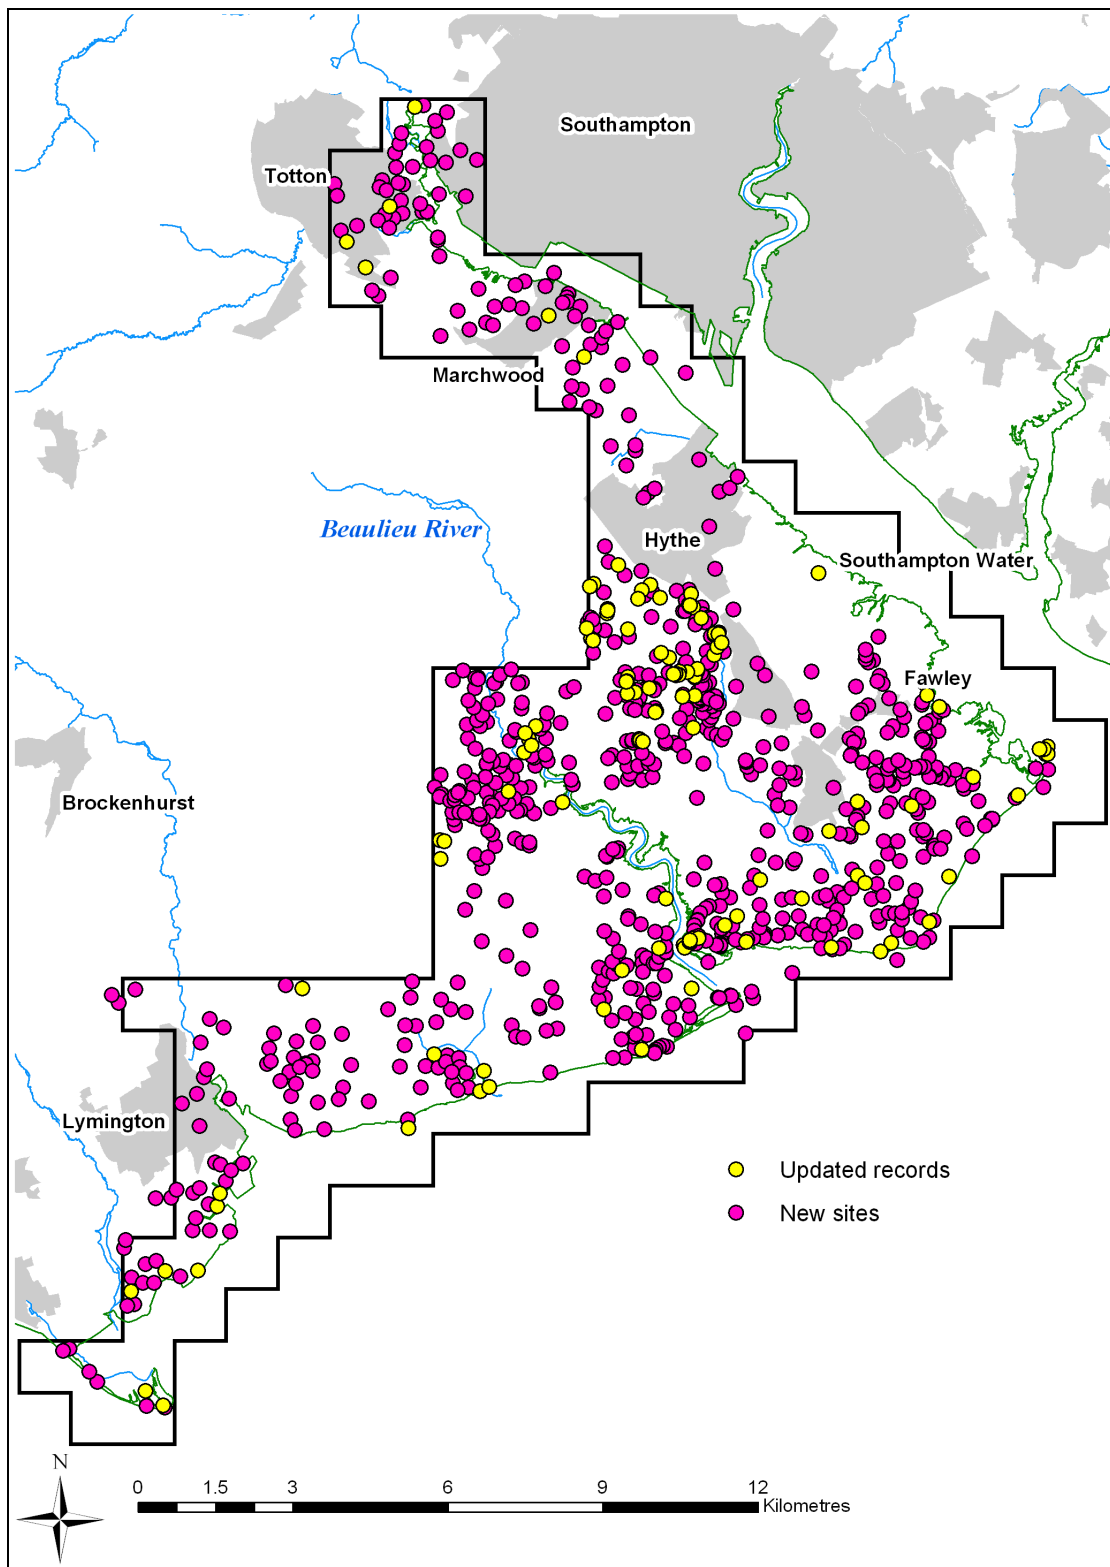 Southampton
Totton
Marchwood
Beaulieu River
Hythe
Southampton Water
Fawley
Brockenhurst
Lymington
Updated records
New sites
N
0 1.5 3 6 9 12
Kilometres